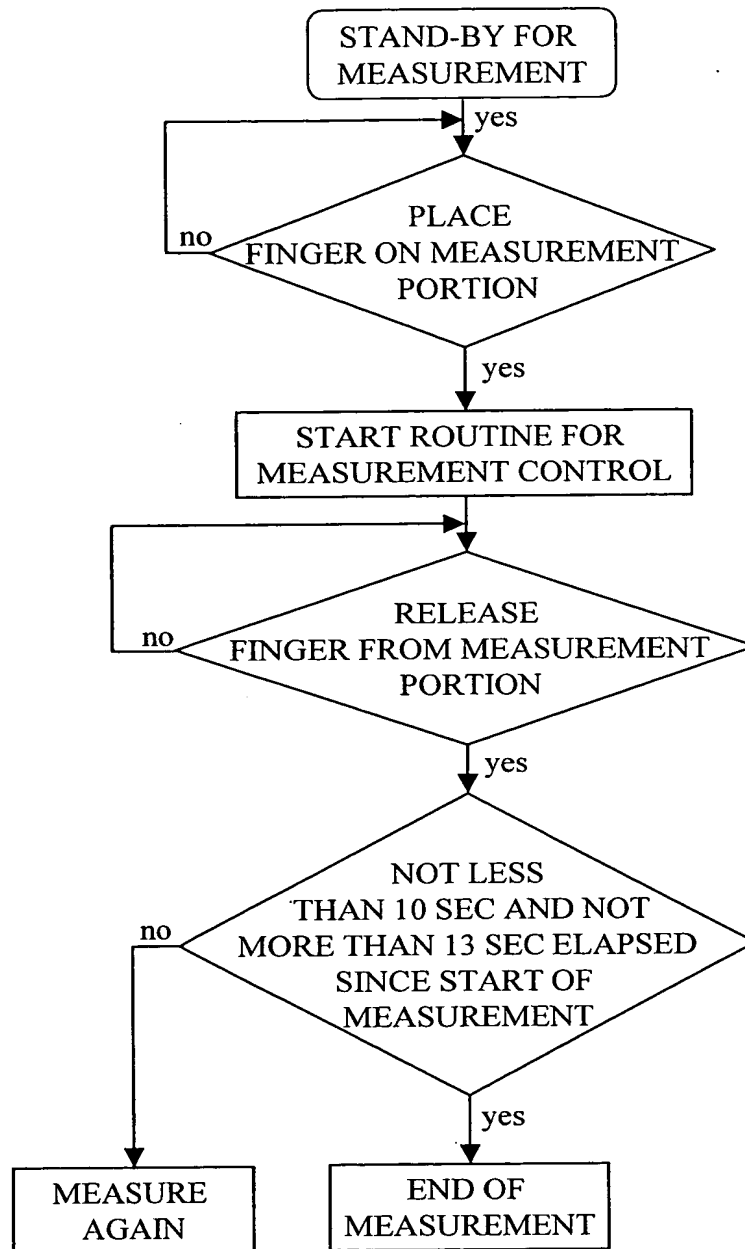 STAND-BY FOR
MEASUREMENT
yes
no
PLACE
FINGER ON MEASUREMENT
PORTION
yes
START ROUTINE FOR
MEASUREMENT CONTROL
no
RELEASE
FINGER FROM MEASUREMENT
PORTION
yes
no
NOT LESS
THAN 10 SEC AND NOT
MORE THAN 13 SEC ELAPSED
SINCE START OF
MEASUREMENT
yes
MEASURE
AGAIN
END OF
MEASUREMENT